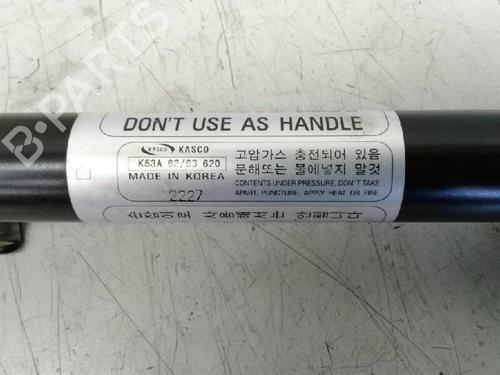 B-Parts
DON'T USE AS HANDLE
KASCO KASCO
K53A 62/63 620
MADE IN KOREA
2227
고압가스 충전되어 있음
분해또는 불에넣지 말것
CONTENTS UNDER PRESSURE, DON'T TAKE
APART, PUNCTURE, APPLY HEAT OR FIRE